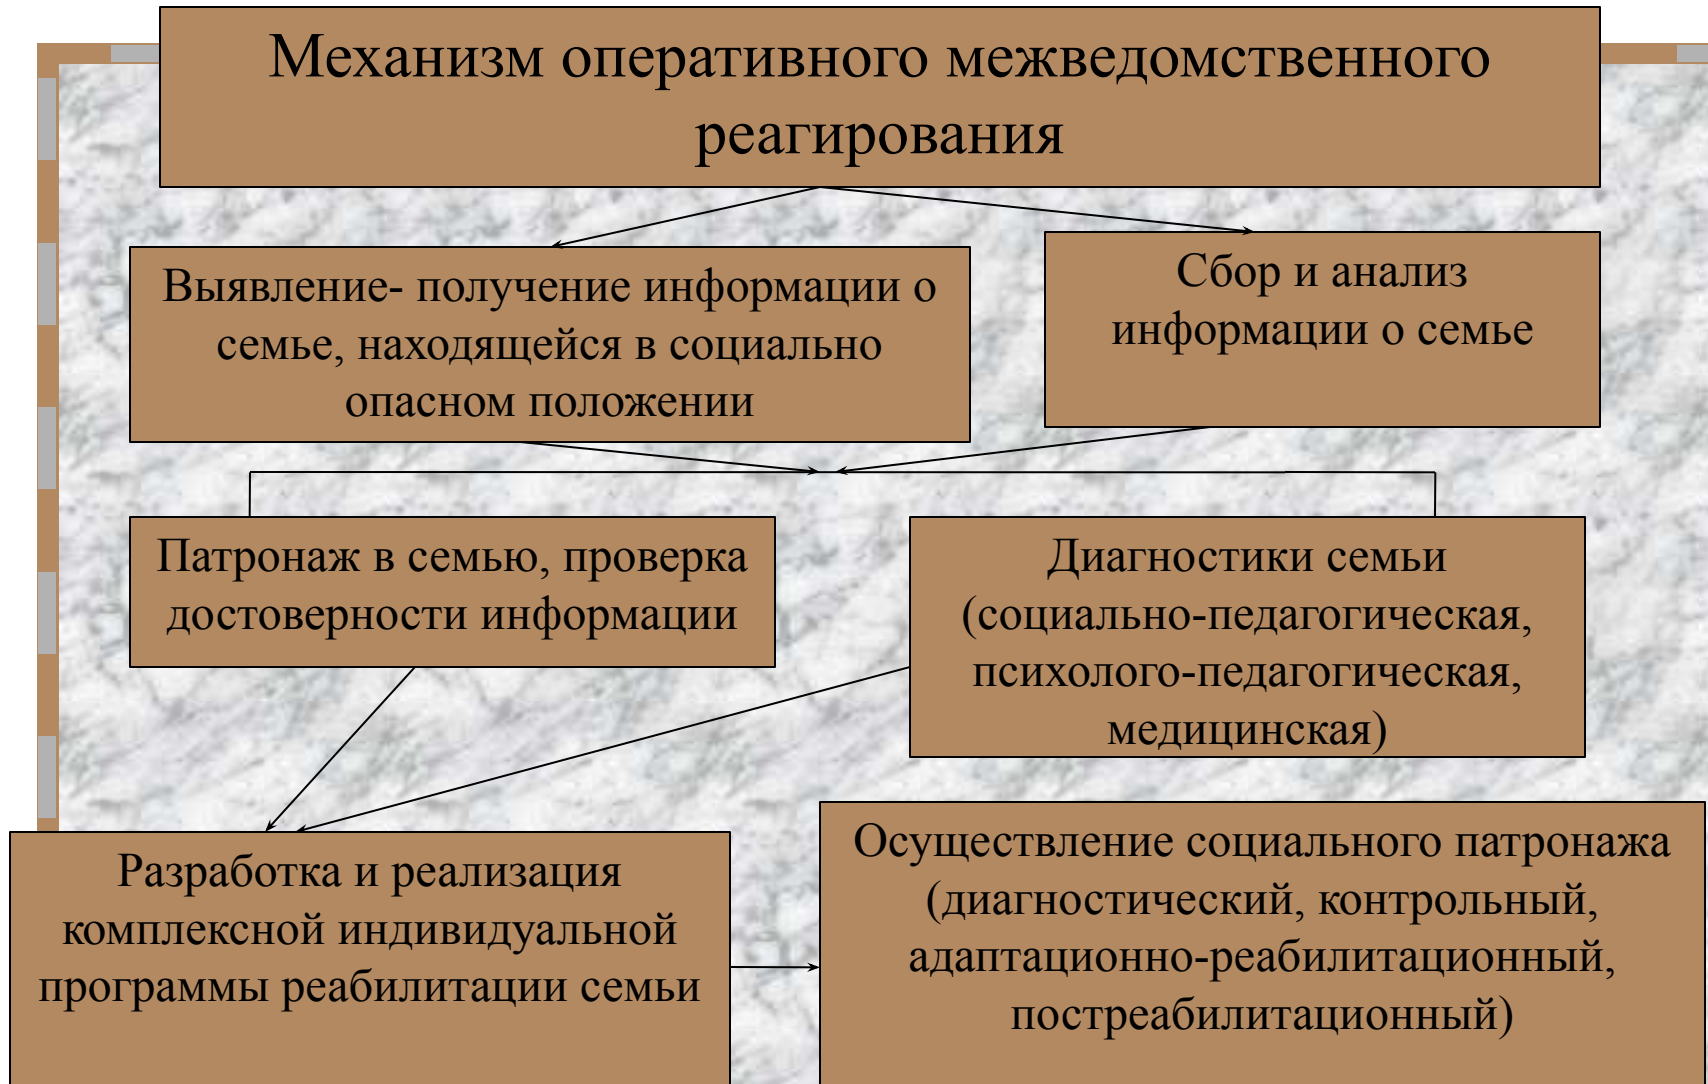 Механизм оперативного межведомственного
реагирования
Выявление- получение информации о
семье, находящейся в социально
опасном положении
Сбор и анализ
информации о семье
Патронаж в семью, проверка
достоверности информации
Диагностики семьи
(социально-педагогическая,
психолого-педагогическая,
медицинская)
Разработка и реализация
комплексной индивидуальной
программы реабилитации семьи
Осуществление социального патронажа
(диагностический, контрольный,
адаптационно-реабилитационный,
постреабилитационный)